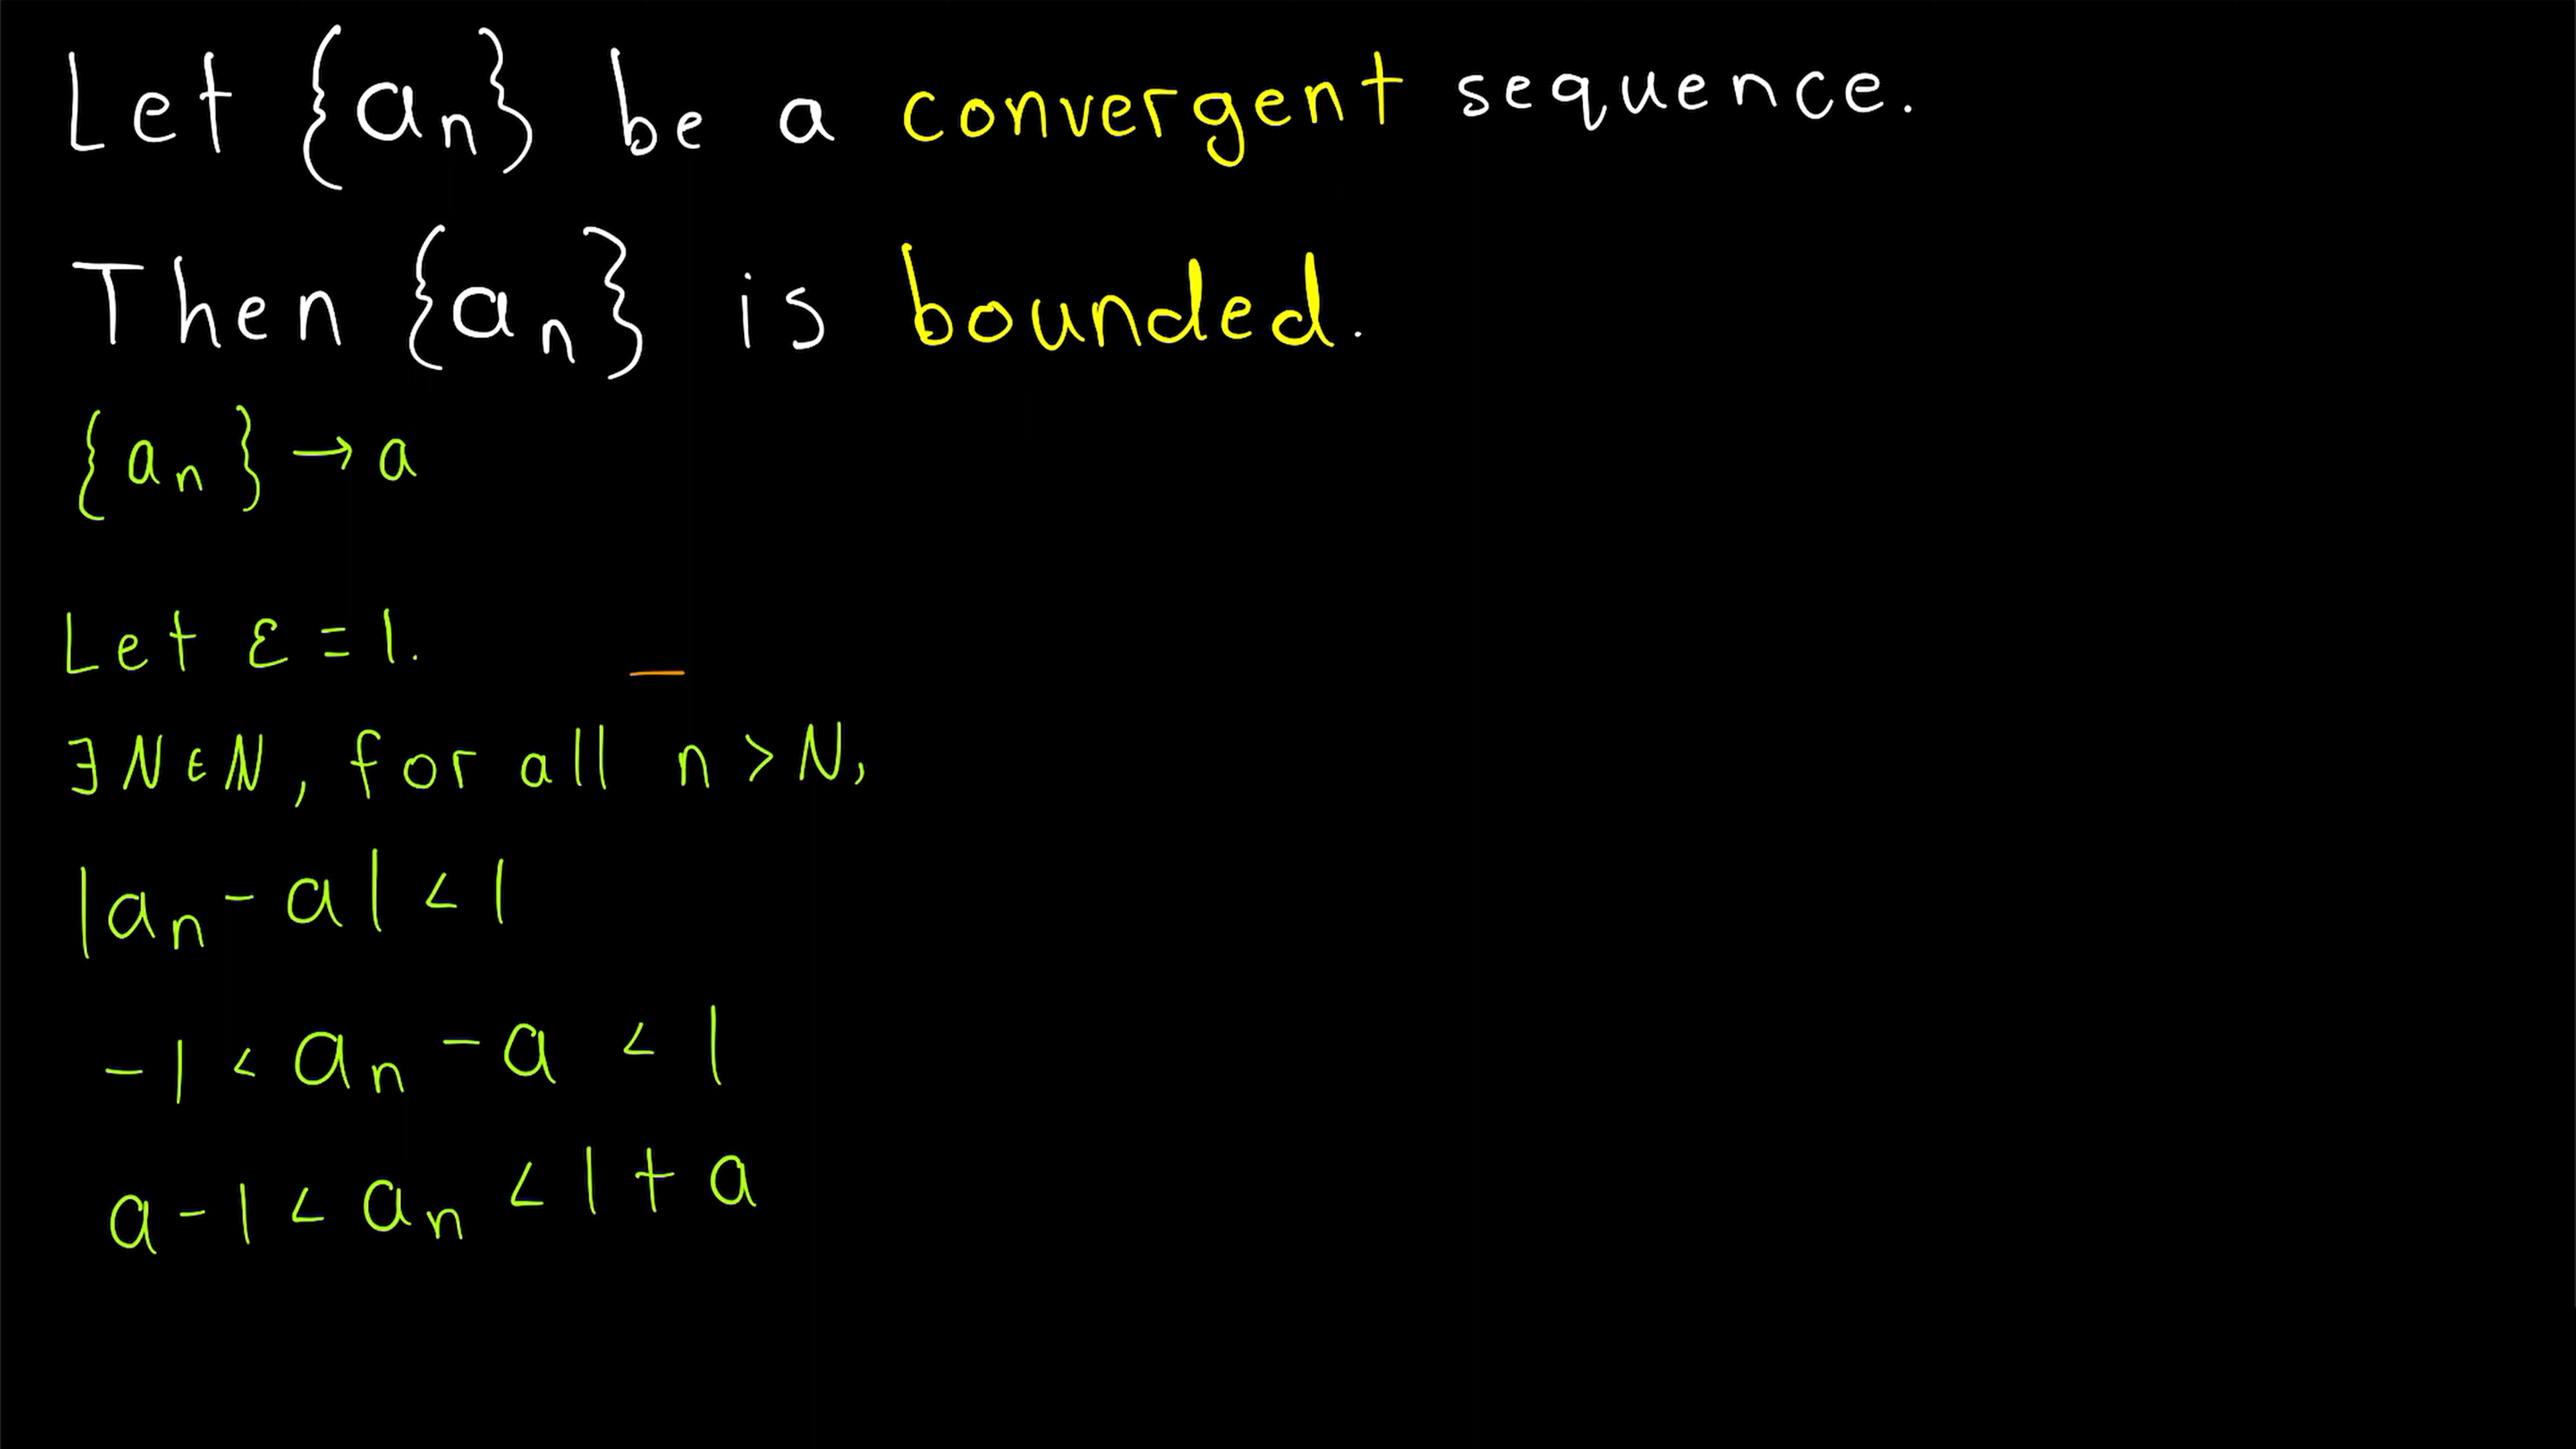 Let {aₙ} be a convergent sequence.
Then {aₙ} is bounded.
{aₙ} → a
Let ε = 1.
∃ N ∈ ℕ, for all n > N,
|aₙ - a| < 1
-1 < aₙ - a < 1
a - 1 < aₙ < 1 + a